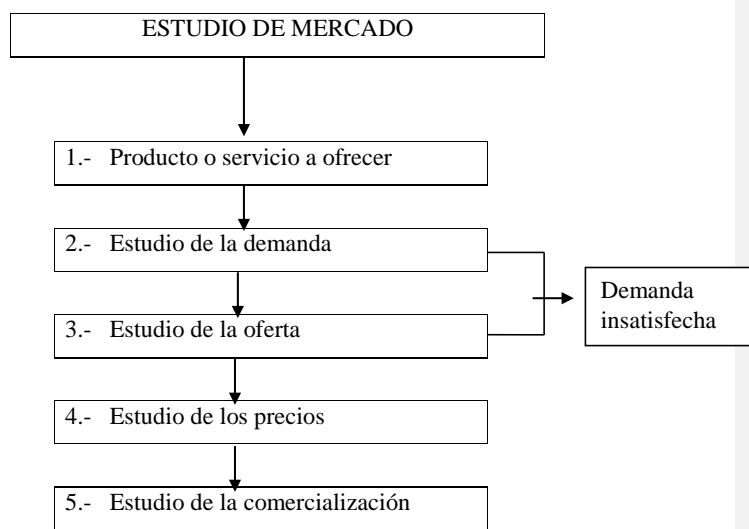 ESTUDIO DE MERCADO
1.- Producto o servicio a ofrecer
2.- Estudio de la demanda
3.- Estudio de la oferta
Demanda
insatisfecha
4.- Estudio de los precios
5.- Estudio de la comercialización